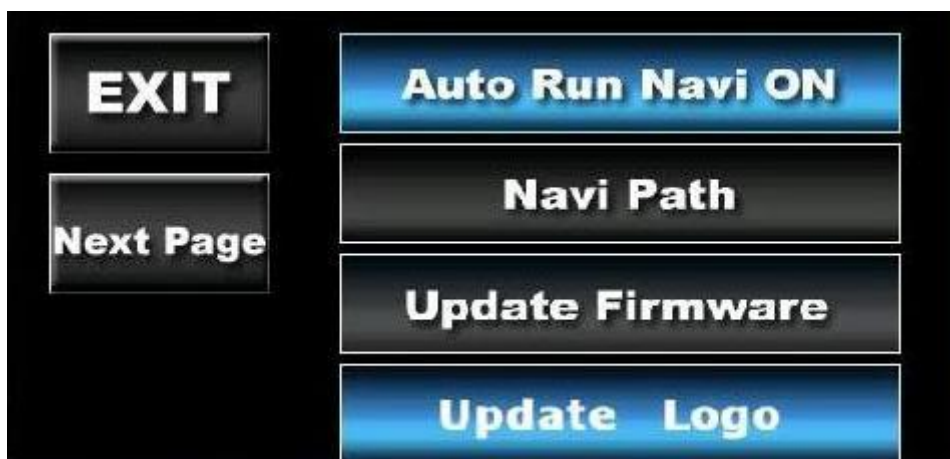 EXIT
Next Page
Auto Run Navi ON
Navi Path
Update Firmware
Update Logo